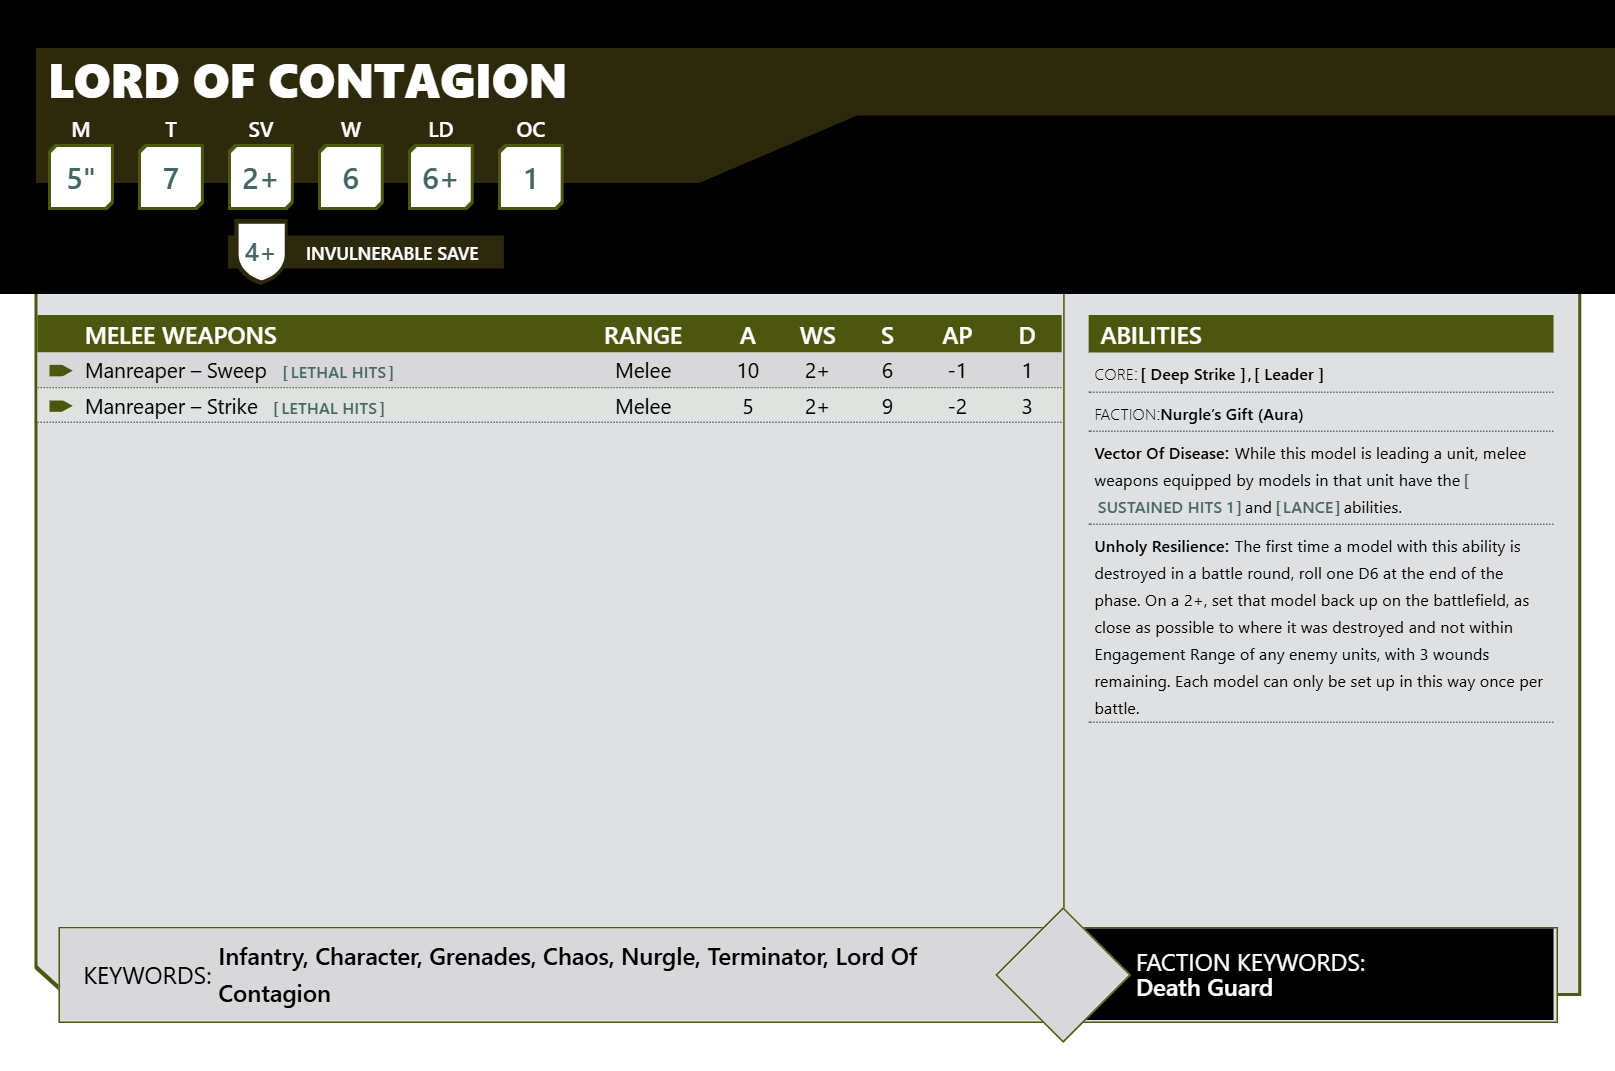 LORD OF CONTAGION
M T SV W LD OC
5" 7 2+ 6 6+ 1
4+ INVULNERABLE SAVE
MELEE WEAPONS RANGE A WS S AP D
Manreaper – Sweep [LETHAL HITS] Melee 10 2+ 6 -1 1
Manreaper – Strike [LETHAL HITS] Melee 5 2+ 9 -2 3
ABILITIES
CORE: [ Deep Strike ] , [ Leader ]
FACTION:Nurgle’s Gift (Aura)
Vector Of Disease: While this model is leading a unit, melee
weapons equipped by models in that unit have the [
SUSTAINED HITS 1] and [LANCE] abilities.
Unholy Resilience: The first time a model with this ability is
destroyed in a battle round, roll one D6 at the end of the
phase. On a 2+, set that model back up on the battlefield, as
close as possible to where it was destroyed and not within
Engagement Range of any enemy units, with 3 wounds
remaining. Each model can only be set up in this way once per
battle.
KEYWORDS: Infantry, Character, Grenades, Chaos, Nurgle, Terminator, Lord Of
Contagion
FACTION KEYWORDS:
Death Guard